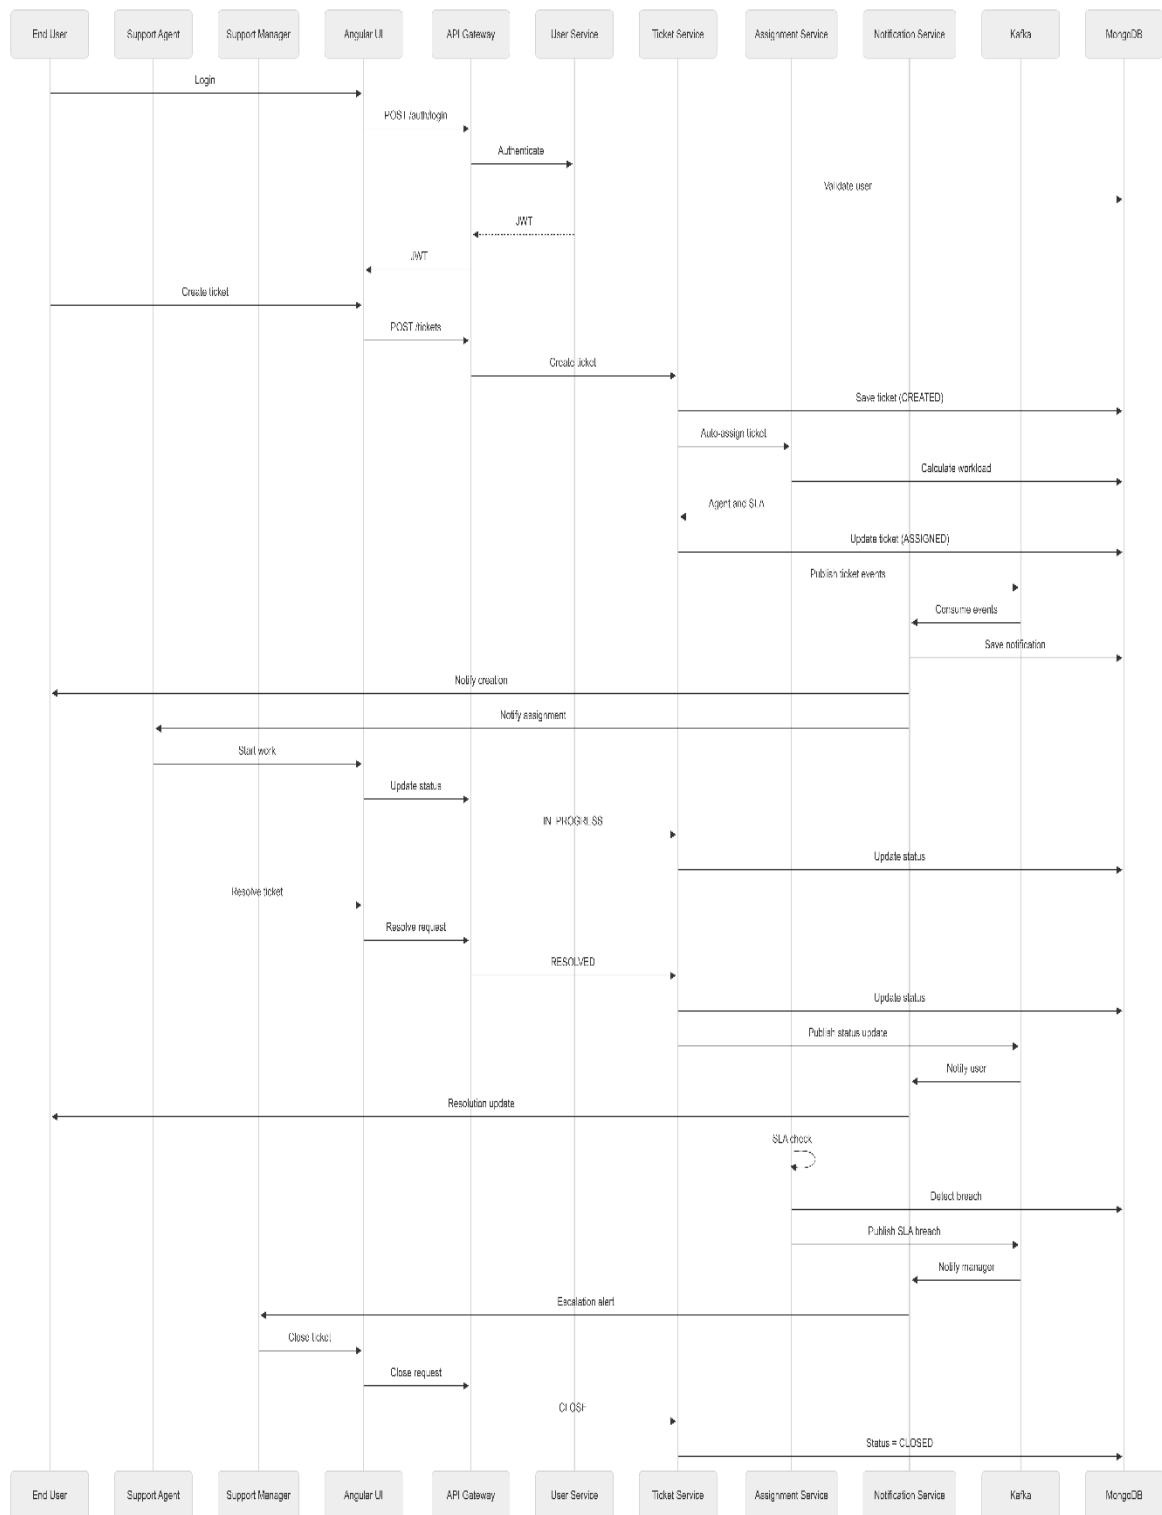 End User Support Agent Support Manager Angular UI API Gateway User Service Ticket Service Assignment Service Notification Service Kafka MongoDB
Login
POST /auth/login
Authenticate
Validate user
JWT
JWT
Create ticket
POST /tickets
Create ticket
Save ticket (CREATED)
Auto-assign ticket
Calculate workload
Agent and SLA
Update ticket (ASSIGNED)
Publish ticket events
Consume events
Save notification
Notify creation
Notify assignment
Start work
Update status
IN_PROGRESS
Update status
Resolve ticket
Resolve request
RESOLVED
Update status
Publish status update
Notify user
Resolution update
SLA check
Detect breach
Publish SLA breach
Notify manager
Escalation alert
Close ticket
Close request
CLOSE
Status = CLOSED
End User Support Agent Support Manager Angular UI API Gateway User Service Ticket Service Assignment Service Notification Service Kafka MongoDB